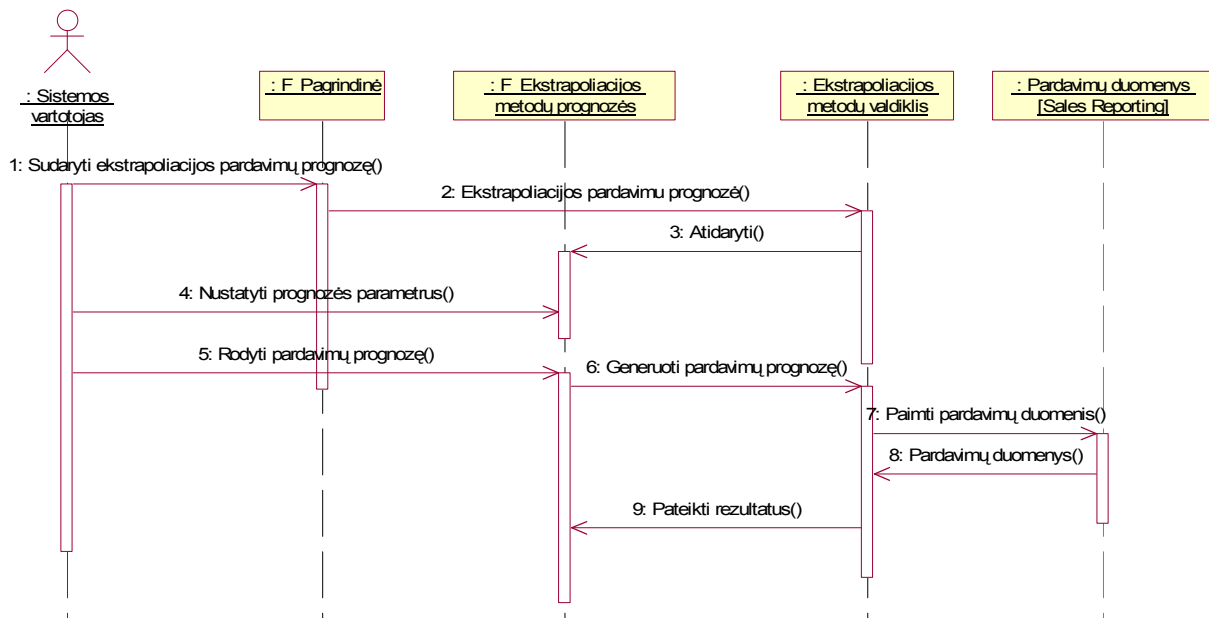 : Sistemos
vartotojas
: F_Pagrindinė
: F_Ekstrapoliacijos
metodų prognozės
: Ekstrapoliacijos
metodų valdiklis
: Pardavimų duomenys
[Sales Reporting]
1: Sudaryti ekstrapoliacijos pardavimų prognozę()
2: Ekstrapoliacijos pardavimu prognozė()
3: Atidaryti()
4: Nustatyti prognozės parametrus()
5: Rodyti pardavimų prognozę()
6: Generuoti pardavimų prognozę()
7: Paimti pardavimų duomenis()
8: Pardavimų duomenys()
9: Pateikti rezultatus()